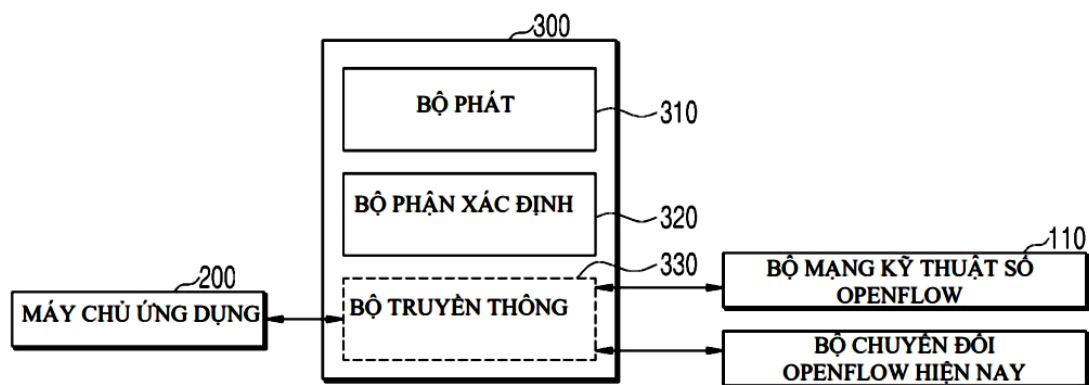 300
BỘ PHÁT
310
BỘ PHẬN XÁC ĐỊNH
320
330
110
200
BỘ MẠNG KỸ THUẬT SỐ
OPENFLOW
MÁY CHỦ ỨNG DỤNG
BỘ TRUYỀN THÔNG
BỘ CHUYỂN ĐỔI
OPENFLOW HIỆN NAY